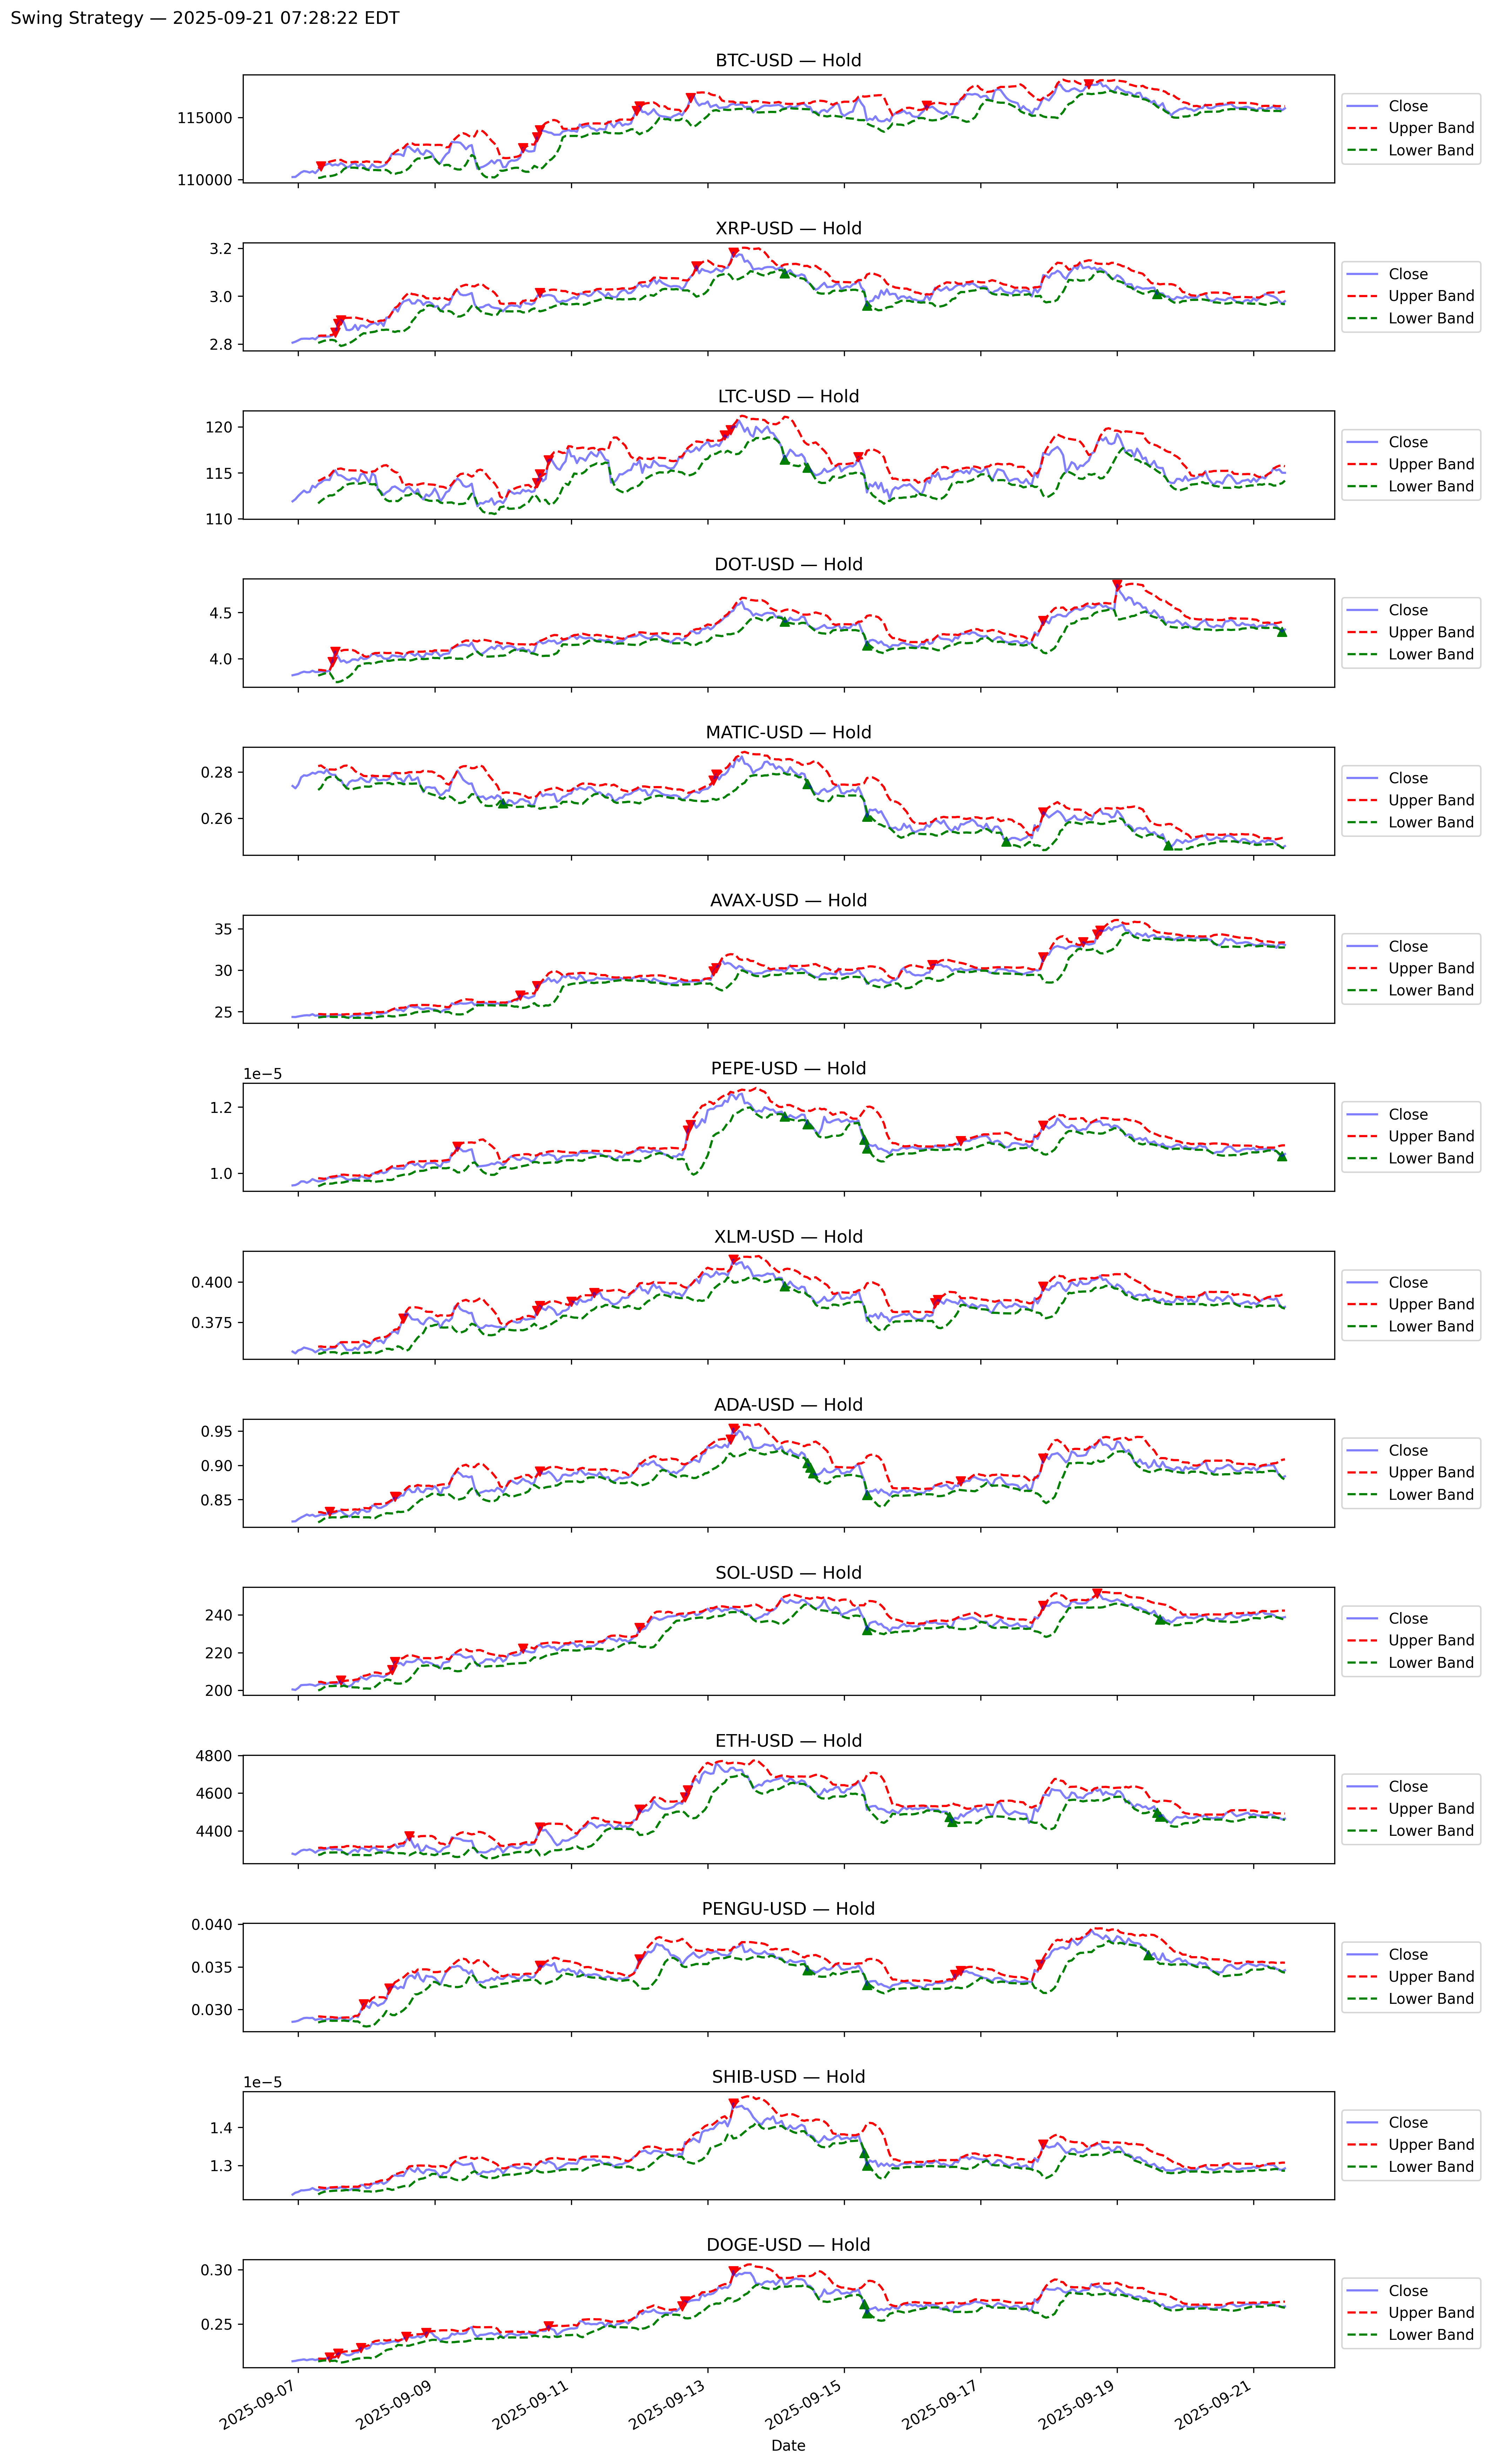 Swing Strategy — 2025-09-21 07:28:22 EDT
BTC-USD — Hold
115000
110000
Close
Upper Band
Lower Band
XRP-USD — Hold
3.2
3.0
2.8
Close
Upper Band
Lower Band
LTC-USD — Hold
120
115
110
Close
Upper Band
Lower Band
DOT-USD — Hold
4.5
4.0
Close
Upper Band
Lower Band
MATIC-USD — Hold
0.28
0.26
Close
Upper Band
Lower Band
AVAX-USD — Hold
35
30
25
Close
Upper Band
Lower Band
PEPE-USD — Hold
1e−5
1.2
1.0
Close
Upper Band
Lower Band
XLM-USD — Hold
0.400
0.375
Close
Upper Band
Lower Band
ADA-USD — Hold
0.95
0.90
0.85
Close
Upper Band
Lower Band
SOL-USD — Hold
240
220
200
Close
Upper Band
Lower Band
ETH-USD — Hold
4800
4600
4400
Close
Upper Band
Lower Band
PENGU-USD — Hold
0.040
0.035
0.030
Close
Upper Band
Lower Band
SHIB-USD — Hold
1e−5
1.4
1.3
Close
Upper Band
Lower Band
DOGE-USD — Hold
0.30
0.25
Close
Upper Band
Lower Band
2025-09-07
2025-09-09
2025-09-11
2025-09-13
2025-09-15
2025-09-17
2025-09-19
2025-09-21
Date